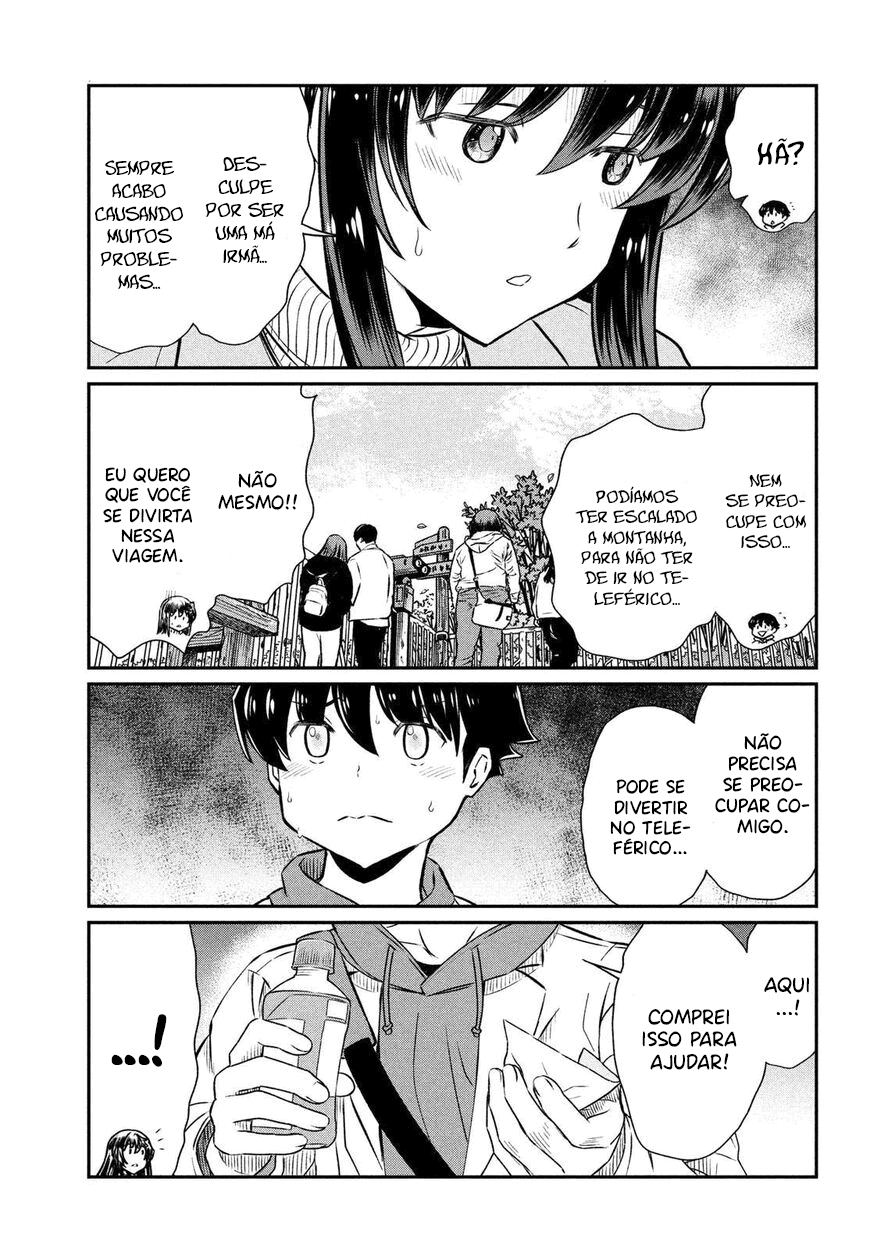 HÃ?
DES-
CULPE
POR SER
UMA MÁ
IRMÃ...
SEMPRE
ACABO
CAUSANDO
MUITOS
PROBLE-
MAS...
NEM
SE PREO-
CUPE COM
ISSO...
PODÍAMOS
TER ESCALADO
A MONTANHA,
PARA NÃO TER
DE IR NO TE-
LEFÉRICO...
NÃO
MESMO!!
EU QUERO
QUE VOCÊ
SE DIVIRTA
NESSA
VIAGEM.
NÃO
PRECISA
SE PREO-
CUPAR CO-
MIGO.
PODE SE
DIVERTIR
NO TELE-
FÉRICO...
AQUI
...!
COMPREI
ISSO PARA
AJUDAR!
....!